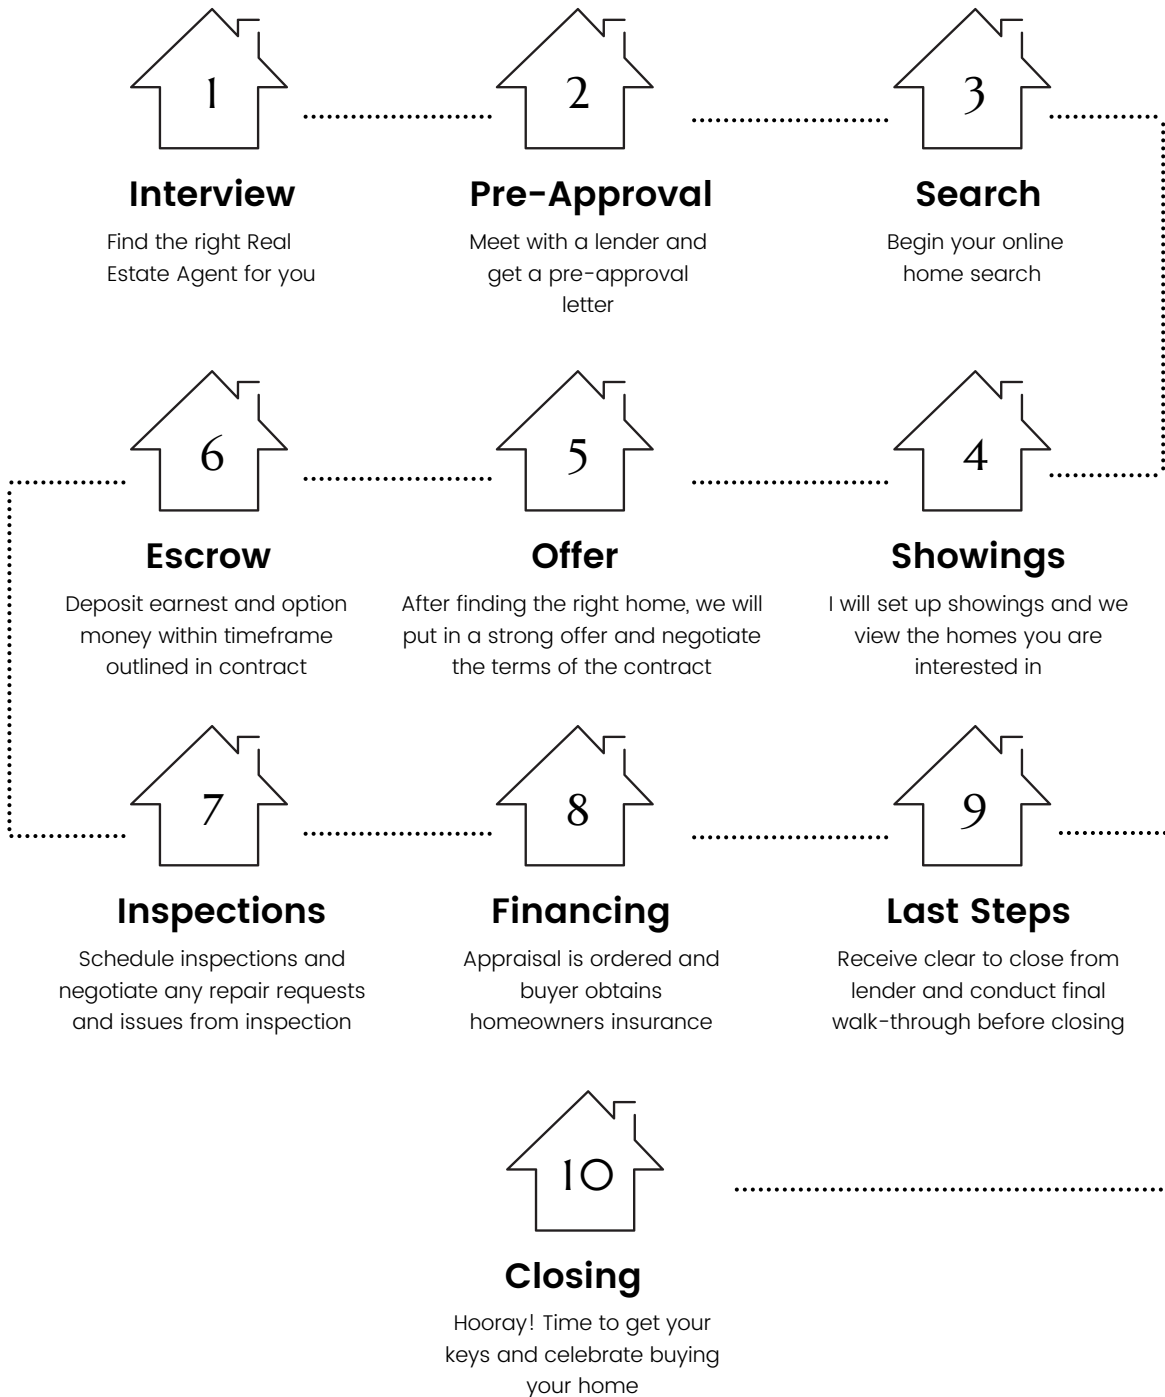 1
Interview
Find the right Real
Estate Agent for you
2
Pre-Approval
Meet with a lender and
get a pre-approval
letter
3
Search
Begin your online
home search
4
Showings
I will set up showings and we
view the homes you are
interested in
5
Offer
After finding the right home, we will
put in a strong offer and negotiate
the terms of the contract
6
Escrow
Deposit earnest and option
money within timeframe
outlined in contract
7
Inspections
Schedule inspections and
negotiate any repair requests
and issues from inspection
8
Financing
Appraisal is ordered and
buyer obtains
homeowners insurance
9
Last Steps
Receive clear to close from
lender and conduct final
walk-through before closing
10
Closing
Hooray! Time to get your
keys and celebrate buying
your home